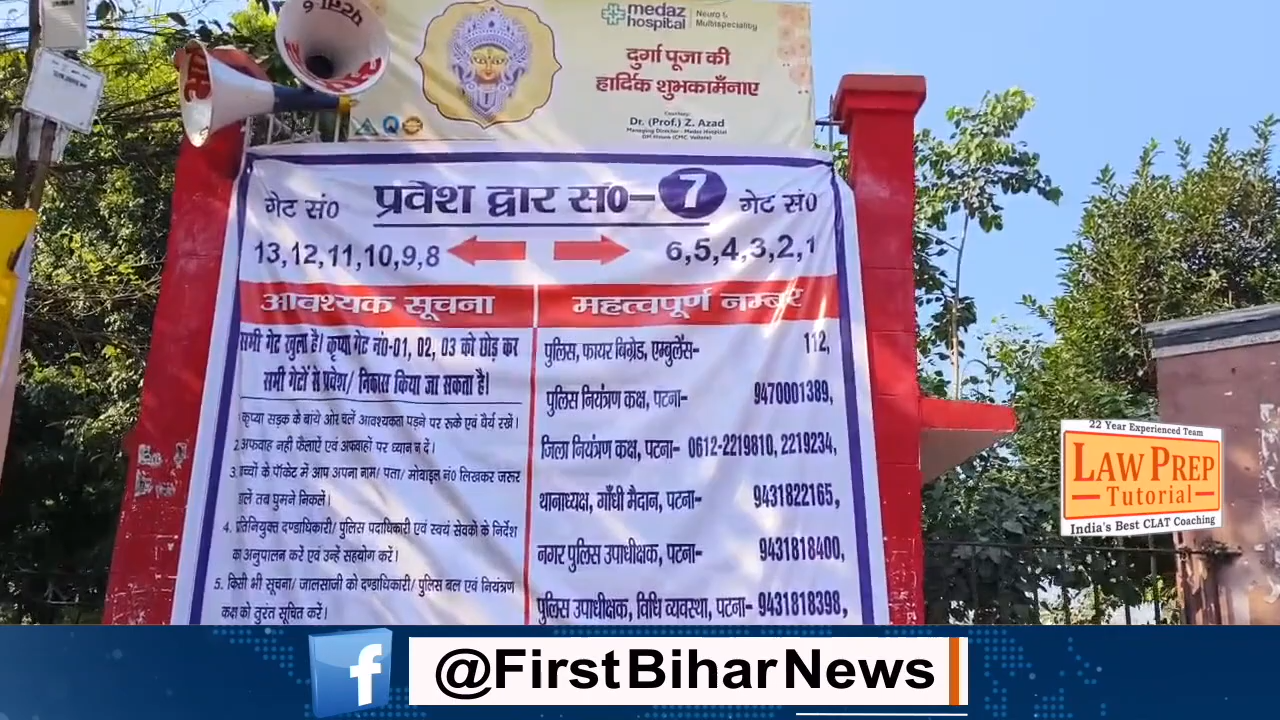 medaz hospital
Neuro &
Multispeciality
दुर्गा पूजा की
हार्दिक शुभकामँनाए
Courtesy:
Dr. (Prof.) Z. Azad
Managing Director - Medaz Hospital
गेट सं0
प्रवेश द्वार स0-7
गेट सं0
13,12,11,10,9,8
6,5,4,3,2,1
आवश्यक सूचना
महत्वपूर्ण नम्बर
सभी गेट खुला है। कृप्या गेट नं0-01, 02, 03 को छोड़ कर
सभी गेटों से प्रवेश/ निकास किया जा सकता है।
1.कृप्या सड़क के बायें ओर चलें आवश्यकता पड़ने पर रूके एवं धैर्य रखें।
2.अफवाह नही फैलाएँ एवं अफवाहों पर ध्यान न दें।
3. बच्चों के पॉकेट में आप अपना नाम/ पता/ मोबाइल नं0 लिखकर जरूर
डालें तब घुमने निकलें।
4. प्रतिनियुक्त दण्डाधिकारी/ पुलिस पदाधिकारी एवं स्वयं सेवको के निर्देश
का अनुपालन करें एवं उन्हें सहयोग करें।
5. किसी भी सूचना/ जालसाजी को दण्डाधिकारी/ पुलिस बल एवं नियंत्रण
कक्ष को तुरंत सूचित करें।
पुलिस, फायर बिग्रेड, एम्बुलेंस- 112,
पुलिस नियंत्रण कक्ष, पटना- 9470001389,
जिला नियंत्रण कक्ष, पटना- 0612-2219810, 2219234,
थानाध्यक्ष, गाँधी मैदान, पटना- 9431822165,
नगर पुलिस उपाधीक्षक, पटना- 9431818400,
पुलिस उपाधीक्षक, विधि व्यवस्था, पटना- 9431818398,
22 Year Experienced Team
LAW PREP
Tutorial
India's Best CLAT Coaching
f @FirstBiharNews